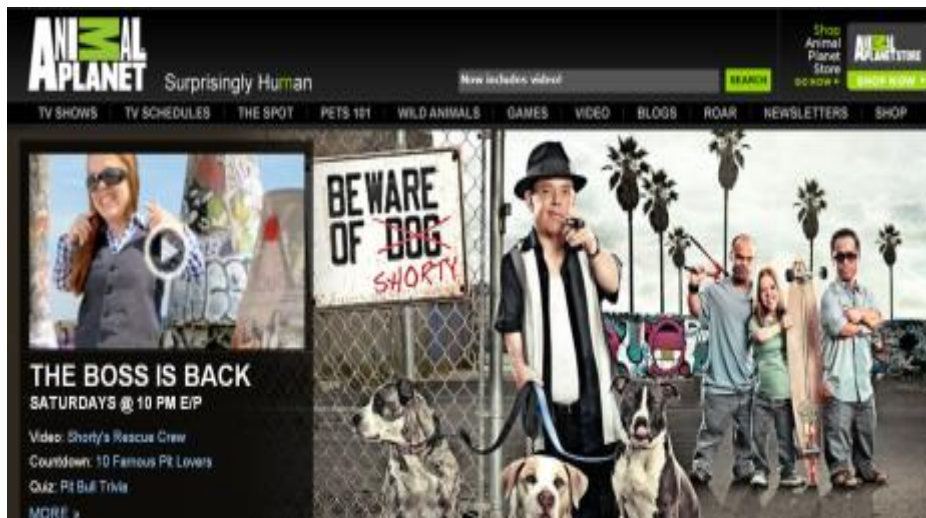 ANIMAL
PLANET
Surprisingly Human
Now includes video!
SEARCH
Shop
Animal
Planet
Store
GO NOW
ANIMAL
PLANET STORE
SHOP NOW
TV SHOWS
TV SCHEDULES
THE SPOT
PETS 101
WILD ANIMALS
GAMES
VIDEO
BLOGS
ROAR
NEWSLETTERS
SHOP
BEWARE
OF DOG
SHORTY
THE BOSS IS BACK
SATURDAYS @ 10 PM E/P
Video: Shorty's Rescue Crew
Countdown: 10 Famous Pit Lovers
Quiz: Pit Bull Trivia
MORE »